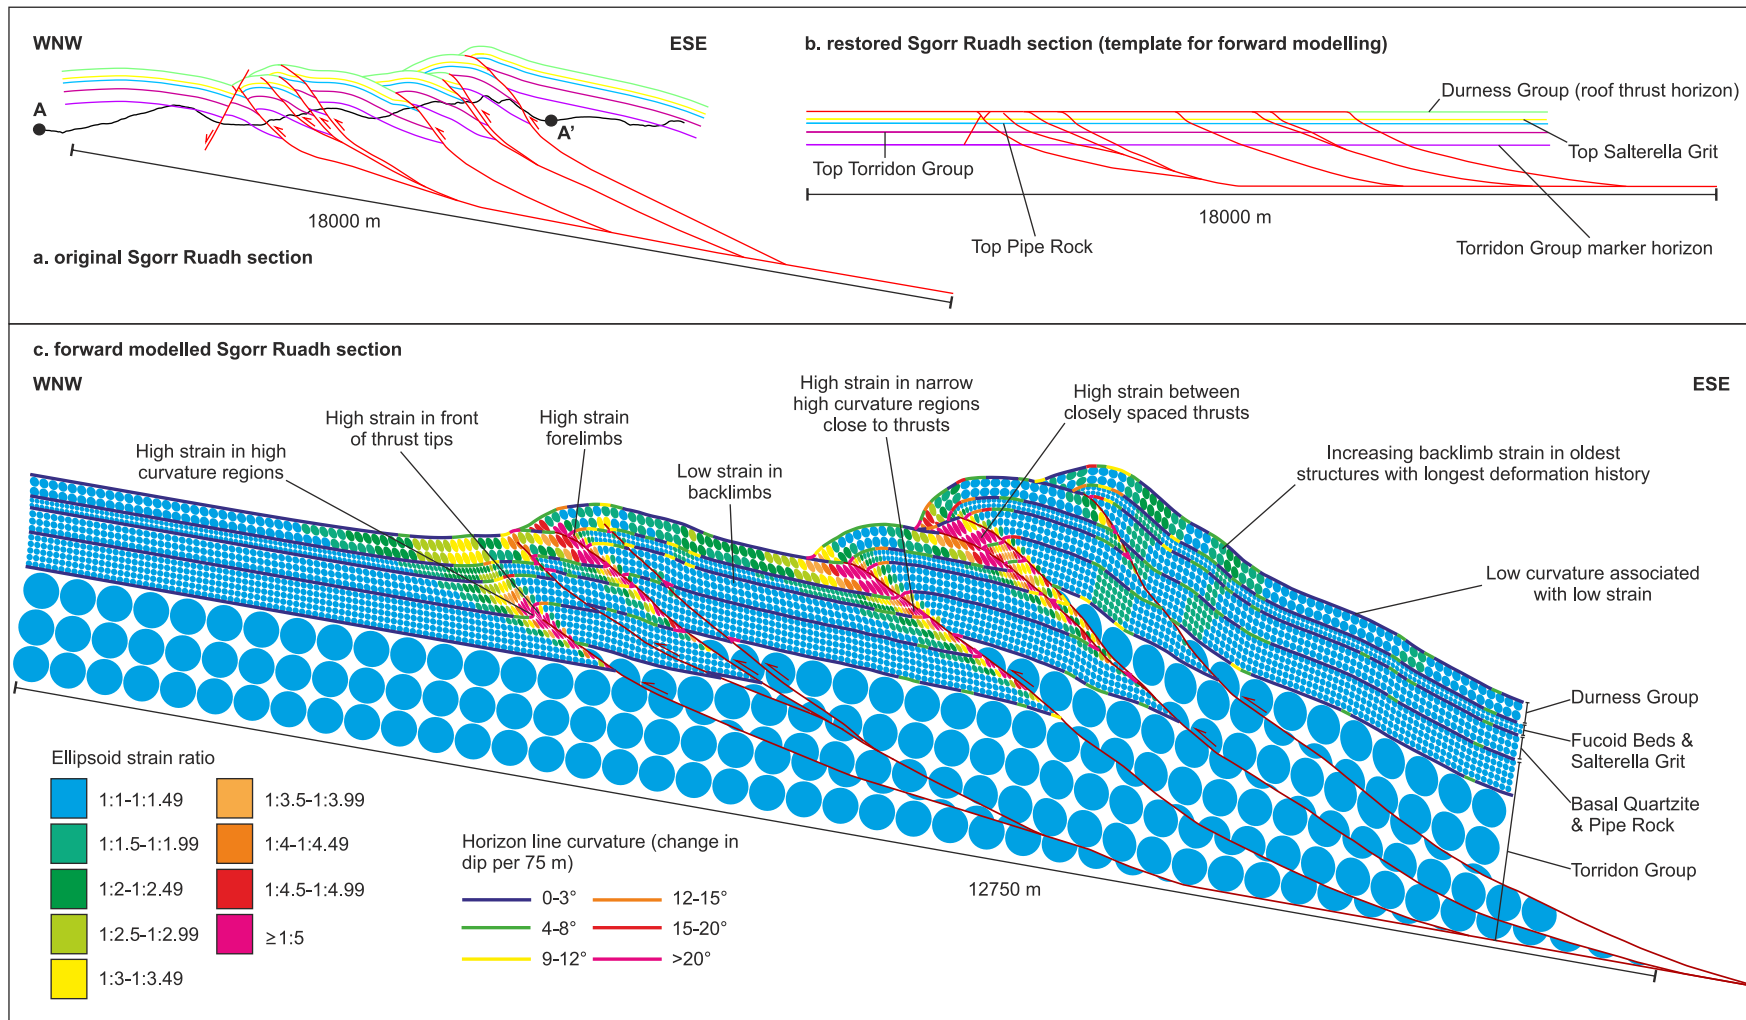 WNW
ESE
A
A'
18000 m
a. original Sgorr Ruadh section
b. restored Sgorr Ruadh section (template for forward modelling)
Durness Group (roof thrust horizon)
Top Salterella Grit
Top Torridon Group
18000 m
Top Pipe Rock
Torridon Group marker horizon
c. forward modelled Sgorr Ruadh section
WNW
ESE
High strain in high
curvature regions
High strain in front
of thrust tips
High strain
forelimbs
Low strain in
backlimbs
High strain in narrow
high curvature regions
close to thrusts
High strain between
closely spaced thrusts
Increasing backlimb strain in oldest
structures with longest deformation history
Low curvature associated
with low strain
Durness Group
Fucoid Beds &
Salterella Grit
Basal Quartzite
& Pipe Rock
Torridon Group
12750 m
Ellipsoid strain ratio
1:1-1:1.49
1:1.5-1:1.99
1:2-1:2.49
1:2.5-1:2.99
1:3-1:3.49
1:3.5-1:3.99
1:4-1:4.49
1:4.5-1:4.99
≥1:5
Horizon line curvature (change in
dip per 75 m)
0-3°
4-8°
9-12°
12-15°
15-20°
>20°